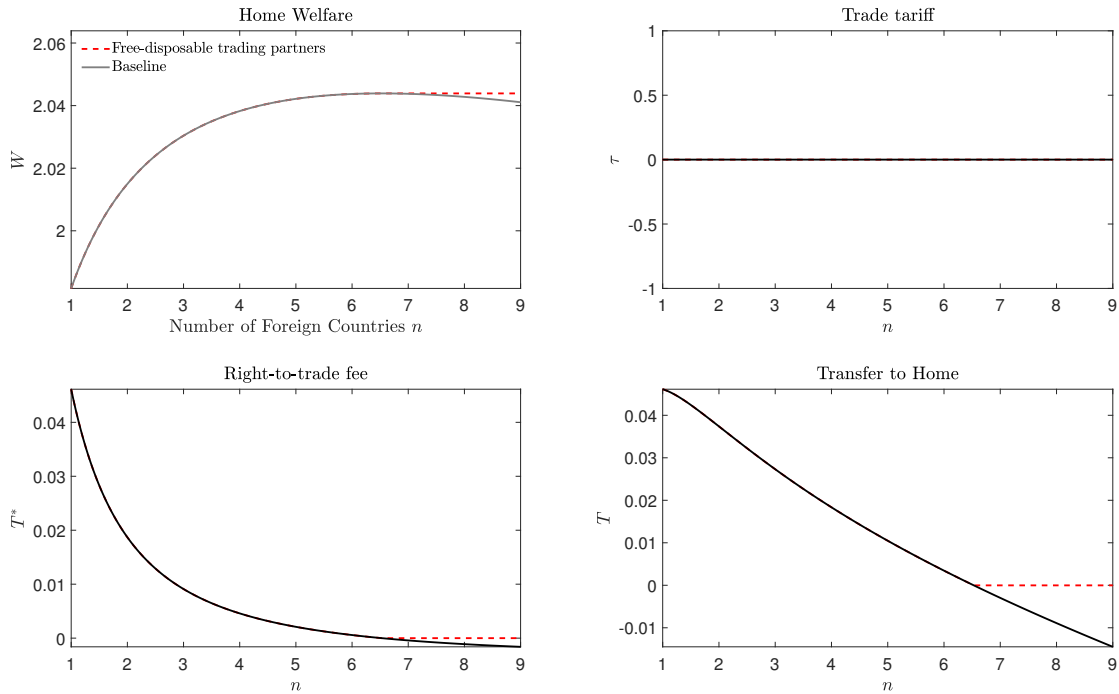 Home Welfare
2.06
2.04
2.02
2
W
Free-disposable trading partners
Baseline
1 2 3 4 5 6 7 8 9
Number of Foreign Countries n
Trade tariff
1
0.5
0
-0.5
-1
τ
1 2 3 4 5 6 7 8 9
n
Right-to-trade fee
0.04
0.03
0.02
0.01
0
T*
1 2 3 4 5 6 7 8 9
n
Transfer to Home
0.04
0.03
0.02
0.01
0
-0.01
T
1 2 3 4 5 6 7 8 9
n